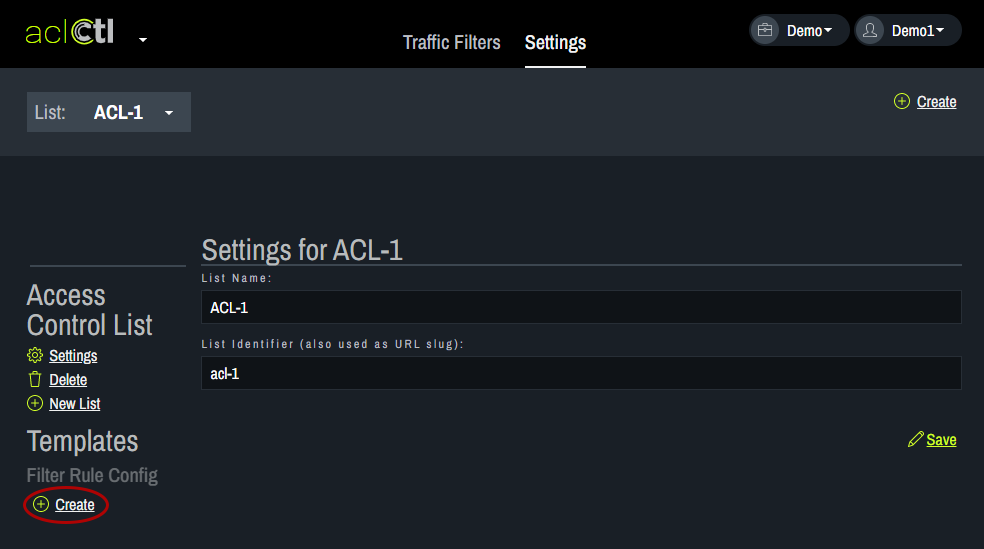 aclctl
Traffic Filters
Settings
Demo
Demo1
List: ACL-1
Create
Settings for ACL-1
List Name:
ACL-1
List Identifier (also used as URL slug):
acl-1
Save
Access
Control List
Settings
Delete
New List
Templates
Filter Rule Config
Create